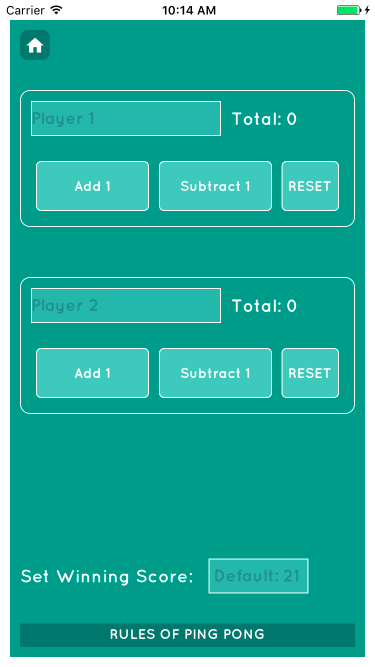 Carrier 10:14 AM
Player 1 Total: 0
Add 1 Subtract 1 RESET
Player 2 Total: 0
Add 1 Subtract 1 RESET
Set Winning Score: Default: 21
RULES OF PING PONG